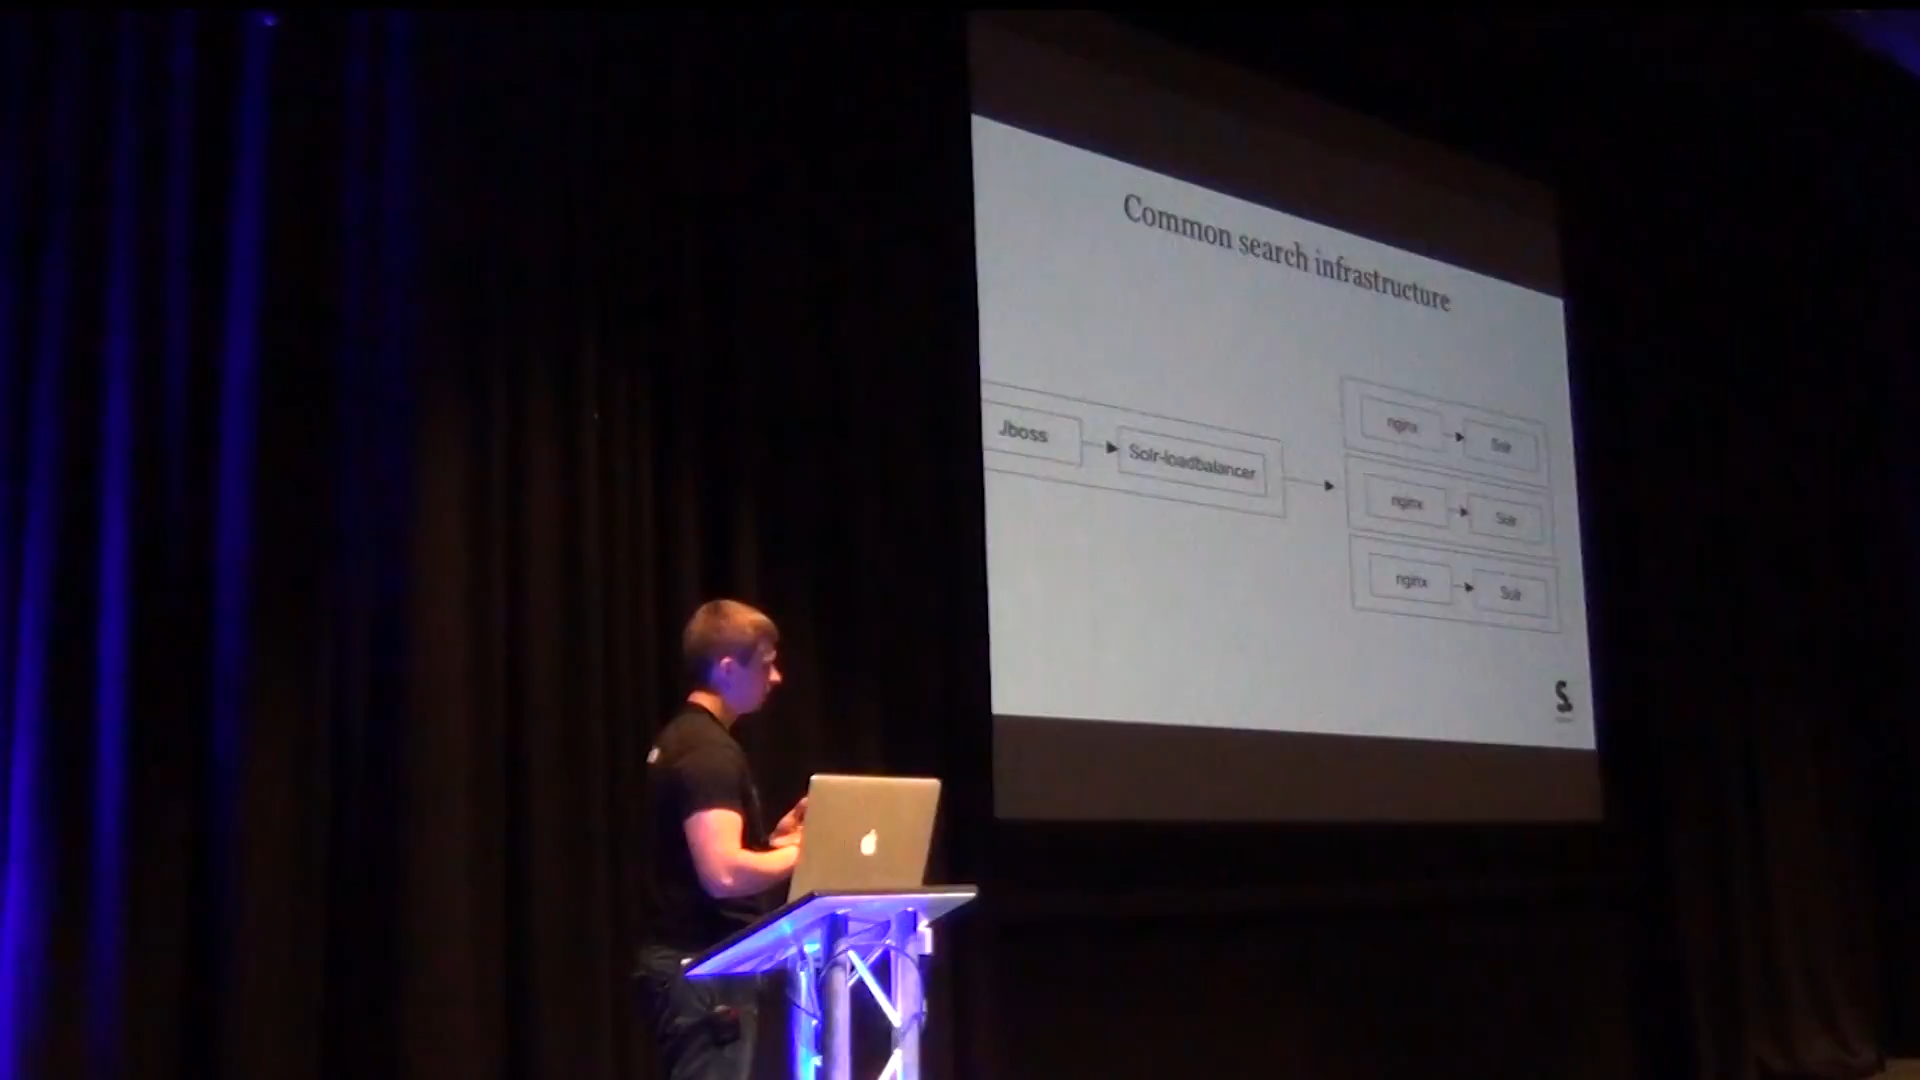 Common search infrastructure
Jboss
Solr-loadbalancer
nginx
Solr
nginx
Solr
nginx
Solr
S